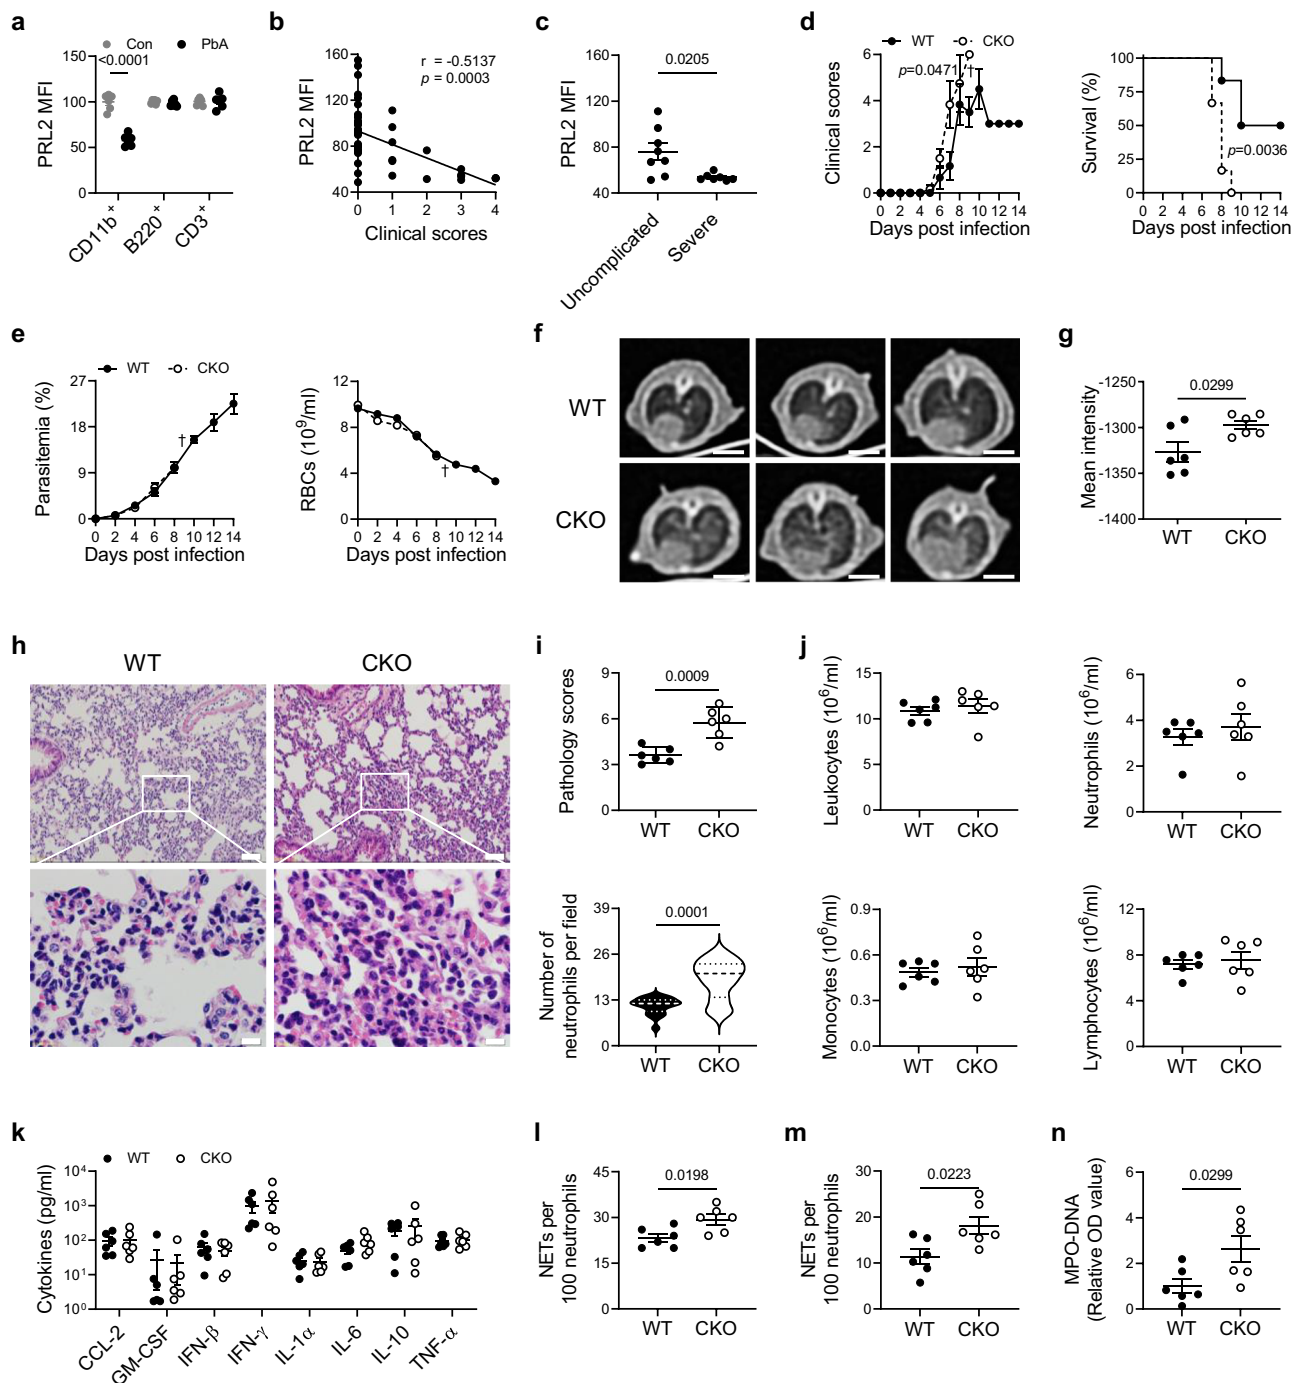 a
Con PbA
<0.0001
PRL2 MFI
150
100
50
0
CD11b⁺
B220⁺
CD3⁺
b
r = -0.5137
p = 0.0003
PRL2 MFI
160
120
80
40
0 1 2 3 4
Clinical scores
c
0.0205
PRL2 MFI
160
120
80
40
Uncomplicated
Severe
d
WT CKO
p=0.0471 †
Clinical scores
6
4
2
0
0 2 4 6 8 10 12 14
Days post infection
Survival (%)
100
75
50
25
0
p=0.0036
0 2 4 6 8 10 12 14
Days post infection
e
WT CKO
Parasitemia (%)
27
18
9
0
†
0 2 4 6 8 10 12 14
Days post infection
RBCs (10⁹/ml)
12
8
4
0
†
0 2 4 6 8 10 12 14
Days post infection
f
WT
CKO
g
0.0299
Mean intensity
-1250
-1300
-1350
-1400
WT CKO
h
WT CKO
i
0.0009
Pathology scores
9
6
3
0
WT CKO
0.0001
Number of
neutrophils per field
39
26
13
0
WT CKO
j
Leukocytes (10⁶/ml)
15
10
5
0
WT CKO
Neutrophils (10⁶/ml)
6
4
2
0
WT CKO
Monocytes (10⁶/ml)
0.9
0.6
0.3
0.0
WT CKO
Lymphocytes (10⁶/ml)
12
8
4
0
WT CKO
k
WT CKO
Cytokines (pg/ml)
10⁴
10³
10²
10¹
10⁰
CCL-2
GM-CSF
IFN-β
IFN-γ
IL-1α
IL-6
IL-10
TNF-α
l
0.0198
NETs per
100 neutrophils
45
30
15
0
WT CKO
m
0.0223
NETs per
100 neutrophils
30
20
10
0
WT CKO
n
0.0299
MPO-DNA
(Relative OD value)
6
4
2
0
WT CKO